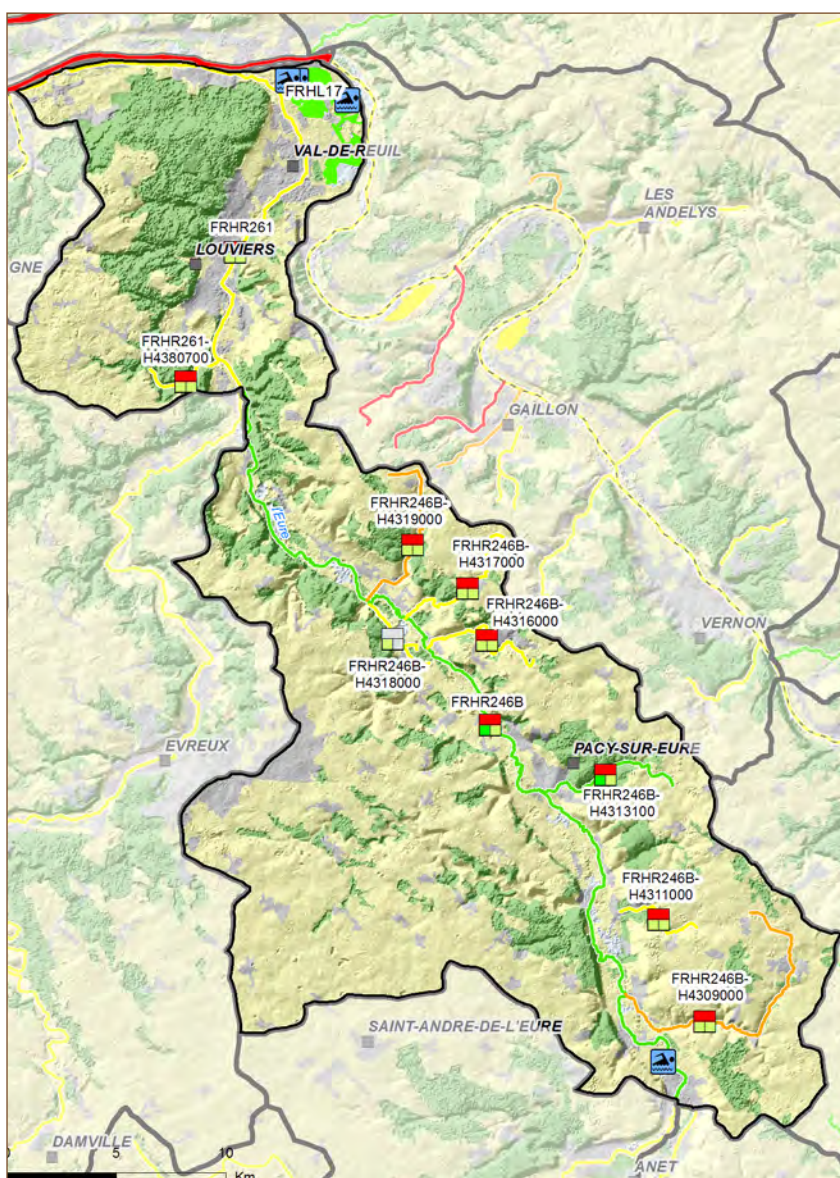 FRHL17
VAL-DE-REUIL
LES
ANDELYS
FRHR261
LOUVIERS
GNE
FRHR261-
H4380700
GAILLON
l'Eure
FRHR246B-
H4319000
FRHR246B-
H4317000
FRHR246B-
H4316000
VERNON
FRHR246B-
H4318000
FRHR246B
EVREUX
PACY-SUR-EURE
FRHR246B-
H4313100
FRHR246B-
H4311000
FRHR246B-
H4309000
SAINT-ANDRE-DE-L'EURE
DAMVILLE
0 5 10
Km
ANET